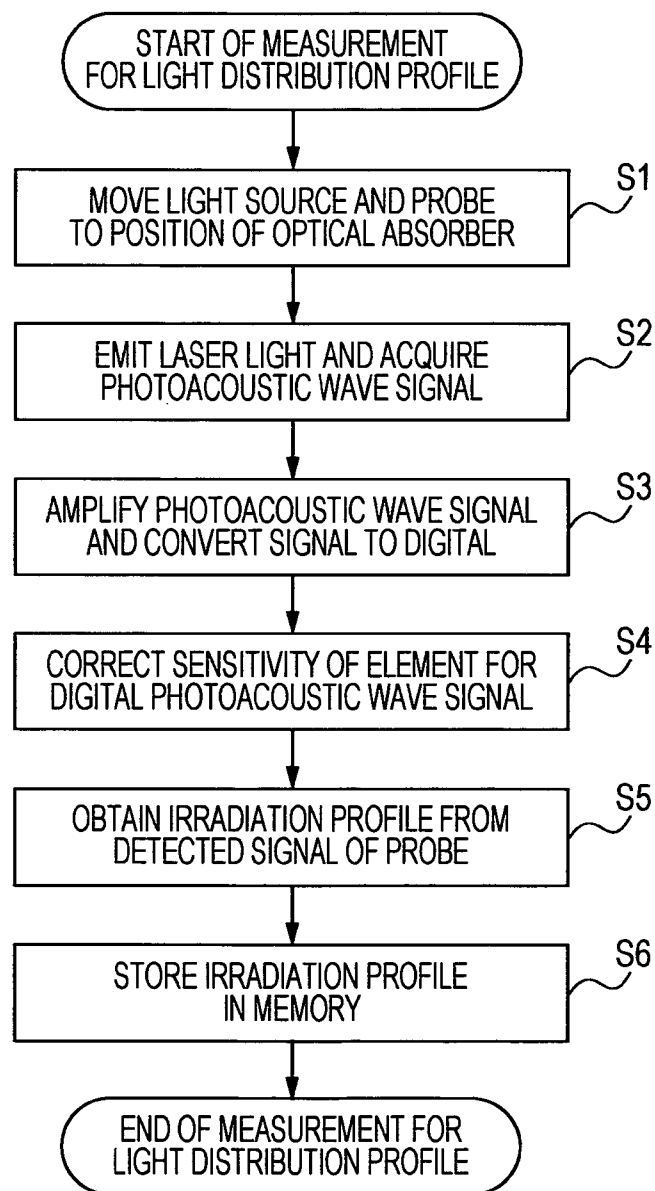 START OF MEASUREMENT
FOR LIGHT DISTRIBUTION PROFILE
S1
MOVE LIGHT SOURCE AND PROBE
TO POSITION OF OPTICAL ABSORBER
S2
EMIT LASER LIGHT AND ACQUIRE
PHOTOACOUSTIC WAVE SIGNAL
S3
AMPLIFY PHOTOACOUSTIC WAVE SIGNAL
AND CONVERT SIGNAL TO DIGITAL
S4
CORRECT SENSITIVITY OF ELEMENT FOR
DIGITAL PHOTOACOUSTIC WAVE SIGNAL
S5
OBTAIN IRRADIATION PROFILE FROM
DETECTED SIGNAL OF PROBE
S6
STORE IRRADIATION PROFILE
IN MEMORY
END OF MEASUREMENT FOR
LIGHT DISTRIBUTION PROFILE